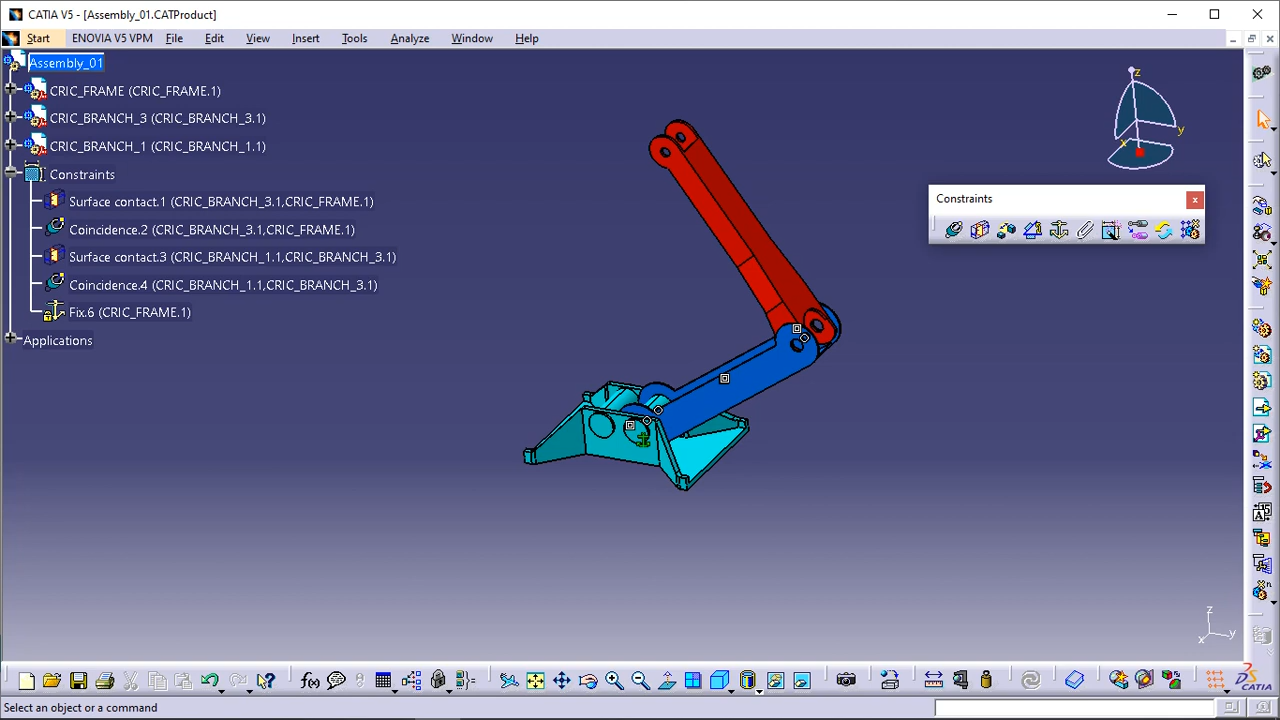 CATIA V5 - [Assembly_01.CATProduct]
Start ENOVIA V5 VPM File Edit View Insert Tools Analyze Window Help
Assembly_01
CRIC_FRAME (CRIC_FRAME.1)
CRIC_BRANCH_3 (CRIC_BRANCH_3.1)
CRIC_BRANCH_1 (CRIC_BRANCH_1.1)
Constraints
Surface contact.1 (CRIC_BRANCH_3.1,CRIC_FRAME.1)
Coincidence.2 (CRIC_BRANCH_3.1,CRIC_FRAME.1)
Surface contact.3 (CRIC_BRANCH_1.1,CRIC_BRANCH_3.1)
Coincidence.4 (CRIC_BRANCH_1.1,CRIC_BRANCH_3.1)
Fix.6 (CRIC_FRAME.1)
Applications
z
y
x
Constraints
z
x y
f(x)
CATIA
Select an object or a command